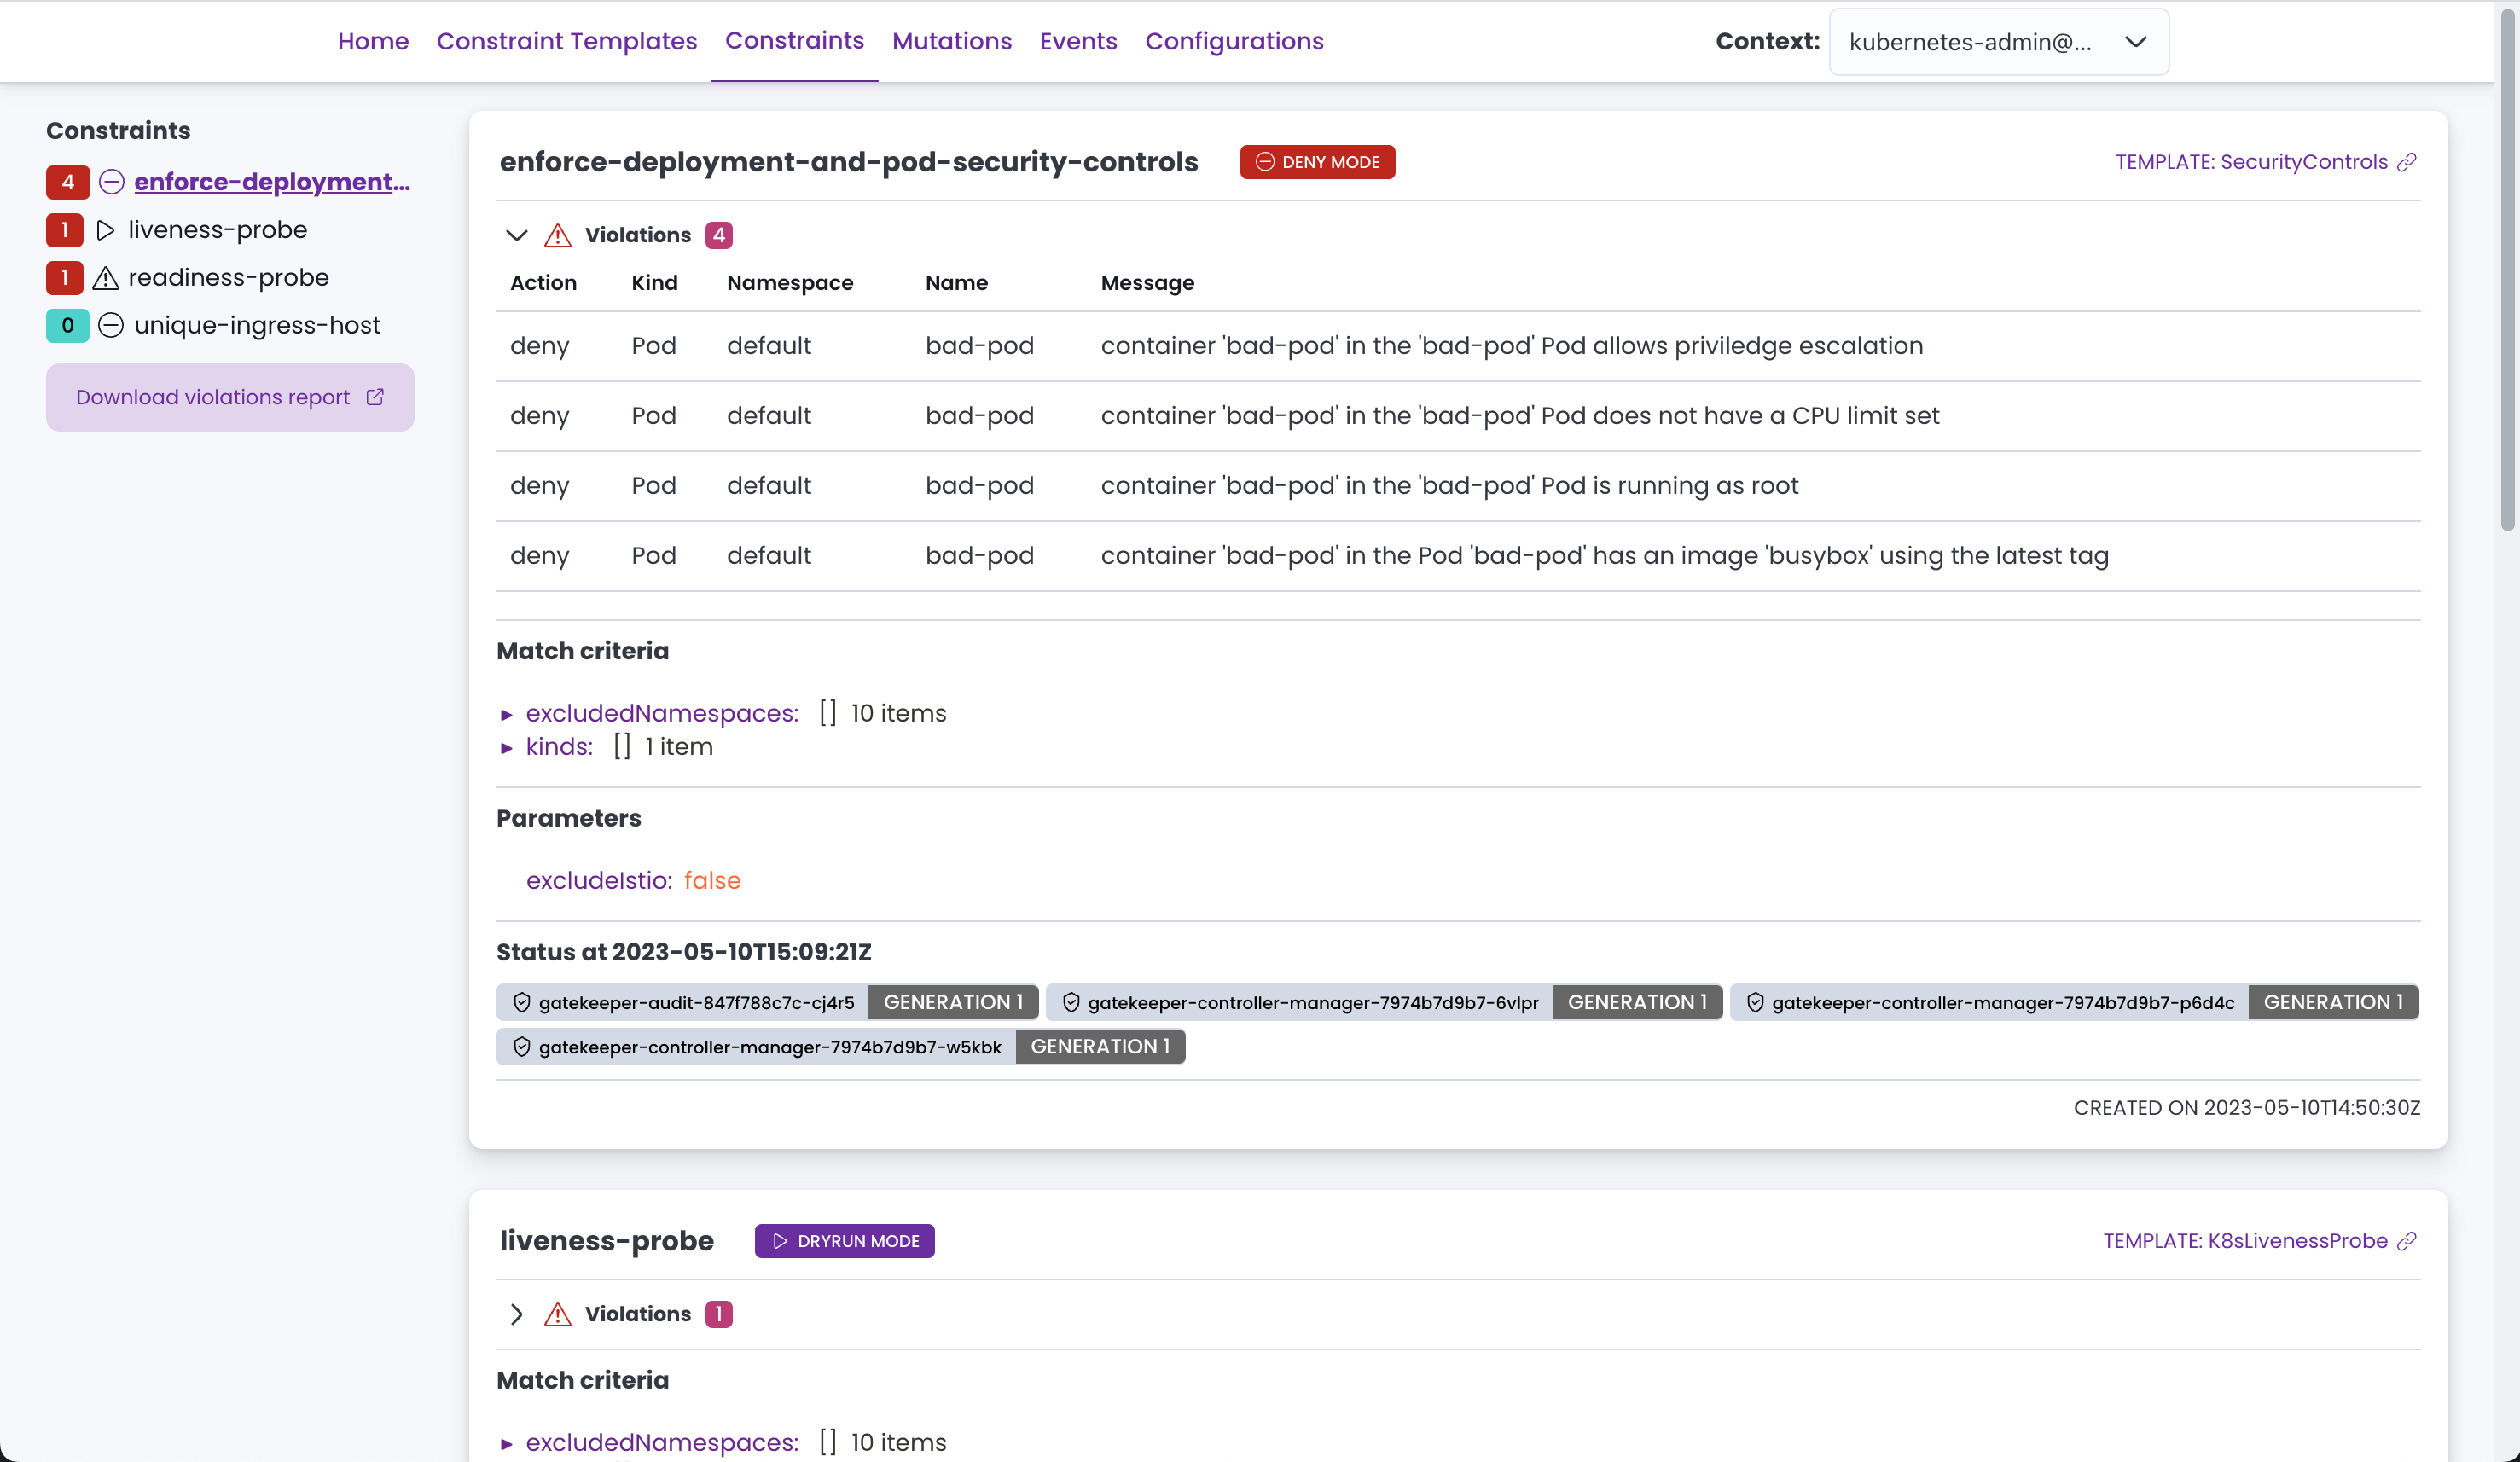 Home Constraint Templates Constraints Mutations Events Configurations Context: kubernetes-admin@...
Constraints
4 enforce-deployment...
1 liveness-probe
1 readiness-probe
0 unique-ingress-host
Download violations report
enforce-deployment-and-pod-security-controls DENY MODE TEMPLATE: SecurityControls
Violations 4
Action Kind Namespace Name Message
deny Pod default bad-pod container 'bad-pod' in the 'bad-pod' Pod allows priviledge escalation
deny Pod default bad-pod container 'bad-pod' in the 'bad-pod' Pod does not have a CPU limit set
deny Pod default bad-pod container 'bad-pod' in the 'bad-pod' Pod is running as root
deny Pod default bad-pod container 'bad-pod' in the Pod 'bad-pod' has an image 'busybox' using the latest tag
Match criteria
excludedNamespaces: [] 10 items
kinds: [] 1 item
Parameters
excludeIstio: false
Status at 2023-05-10T15:09:21Z
gatekeeper-audit-847f788c7c-cj4r5 GENERATION 1 gatekeeper-controller-manager-7974b7d9b7-6vlpr GENERATION 1 gatekeeper-controller-manager-7974b7d9b7-p6d4c GENERATION 1
gatekeeper-controller-manager-7974b7d9b7-w5kbk GENERATION 1
CREATED ON 2023-05-10T14:50:30Z
liveness-probe DRYRUN MODE TEMPLATE: K8sLivenessProbe
Violations 1
Match criteria
excludedNamespaces: [] 10 items